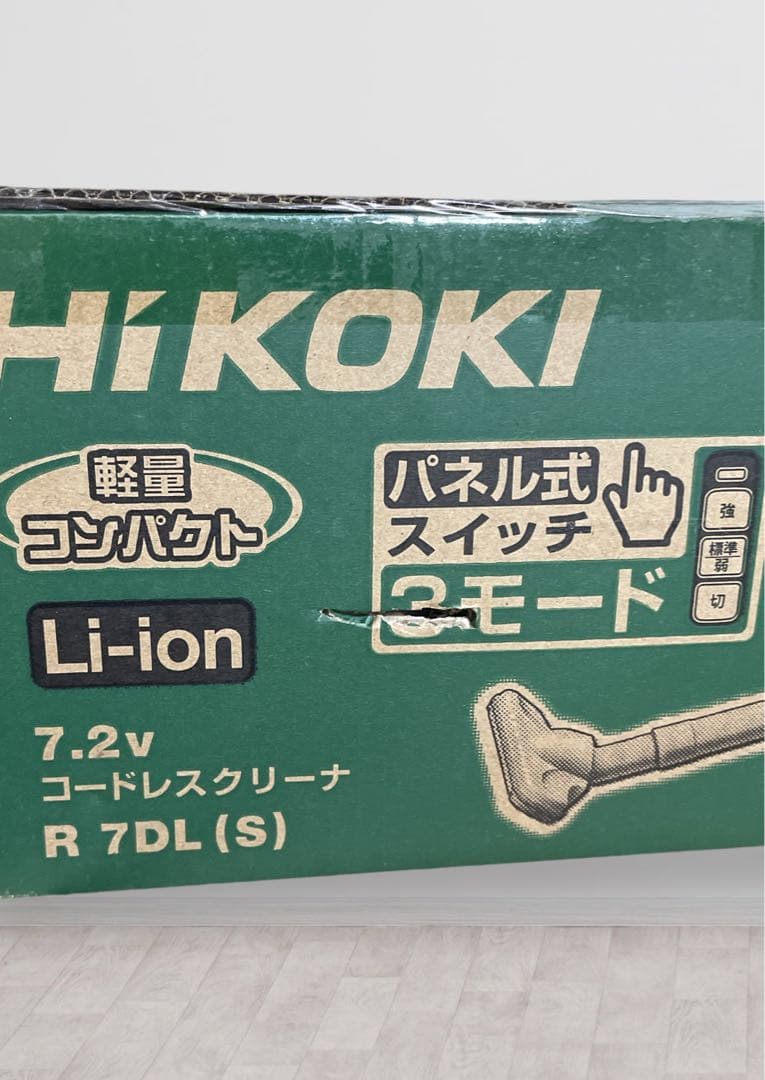 HiKOKI
軽量
コンパクト
パネル式
スイッチ
3モード
強
標準
弱
切
Li-ion
7.2v
コードレスクリーナ
R 7DL(S)